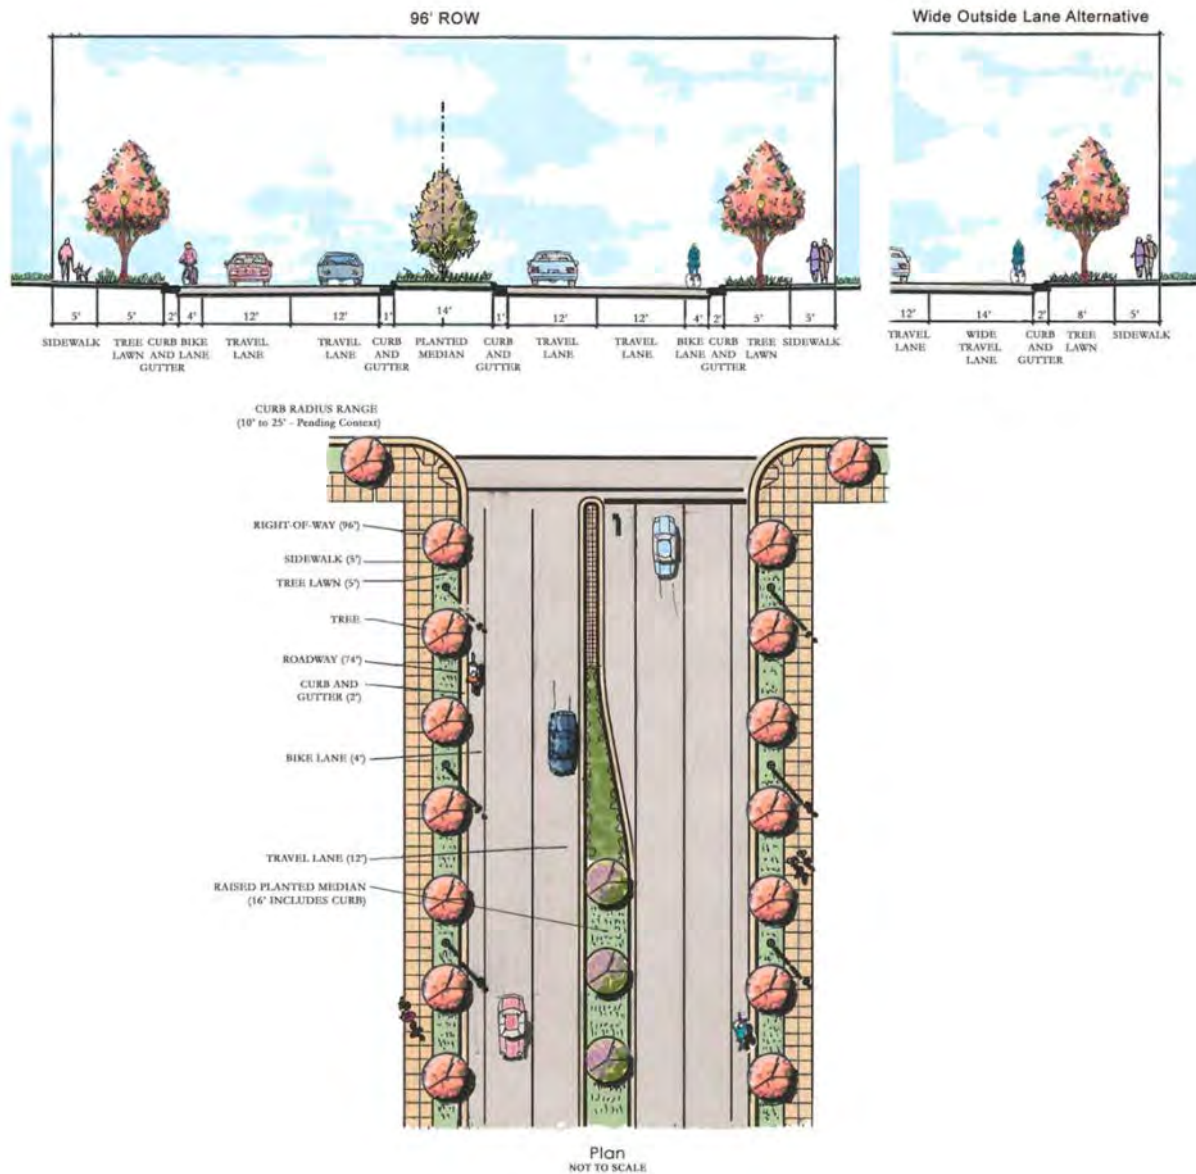 96' ROW
Wide Outside Lane Alternative
5' 5' 2' 4' 12' 12' 1' 14' 1' 12' 12' 4' 2' 5' 5'
SIDEWALK TREE CURB BIKE TRAVEL TRAVEL CURB PLANTED CURB TRAVEL TRAVEL BIKE CURB TREE SIDEWALK
LAWN AND LANE LANE LANE AND MEDIAN AND LANE LANE LANE AND LAWN
GUTTER GUTTER GUTTER GUTTER
12' 14' 2' 8' 5'
TRAVEL WIDE CURB TREE SIDEWALK
LANE TRAVEL AND LAWN
LANE GUTTER
CURB RADIUS RANGE
(10' to 25' - Pending Context)
RIGHT-OF-WAY (96')
SIDEWALK (5')
TREE LAWN (5')
TREE
ROADWAY (74')
CURB AND
GUTTER (2')
BIKE LANE (4')
TRAVEL LANE (12')
RAISED PLANTED MEDIAN
(16' INCLUDES CURB)
Plan
NOT TO SCALE